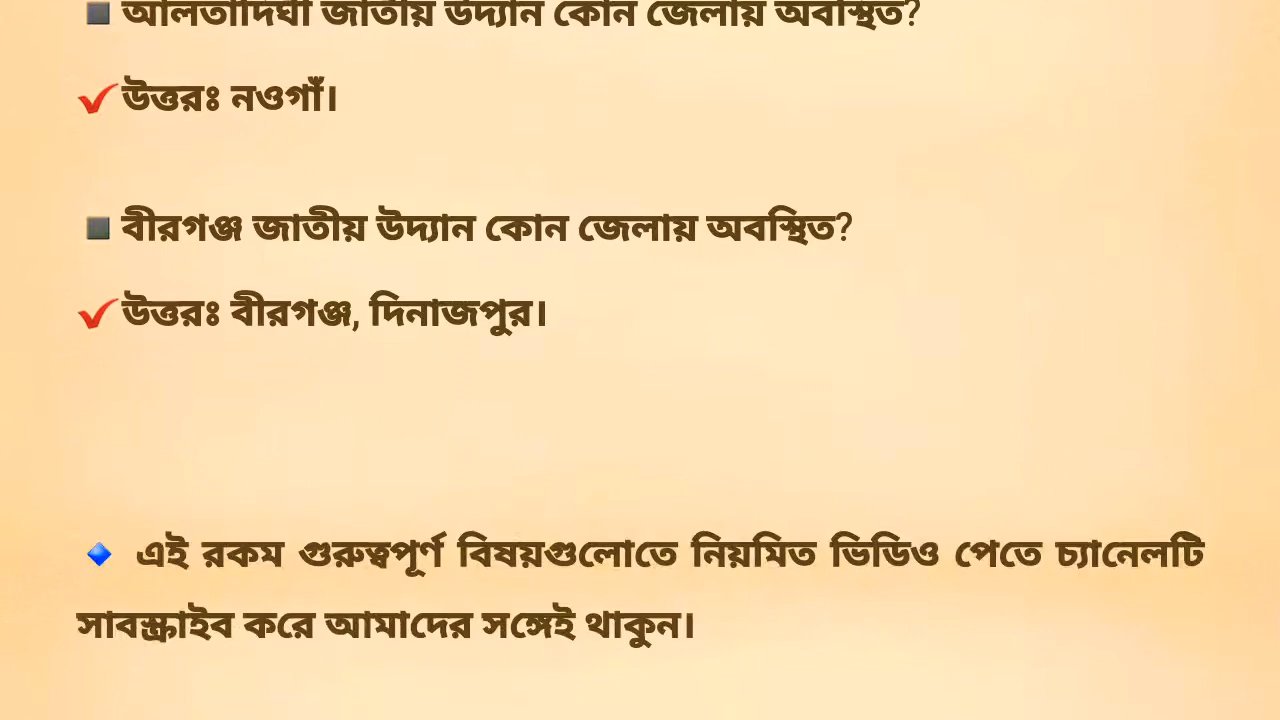 আলতাদিঘী জাতীয় উদ্যান কোন জেলায় অবস্থিত?
উত্তরঃ নওগাঁ।
বীরগঞ্জ জাতীয় উদ্যান কোন জেলায় অবস্থিত?
উত্তরঃ বীরগঞ্জ, দিনাজপুর।
এই রকম গুরুত্বপূর্ণ বিষয়গুলোতে নিয়মিত ভিডিও পেতে চ্যানেলটি
সাবস্ক্রাইব করে আমাদের সঙ্গেই থাকুন।